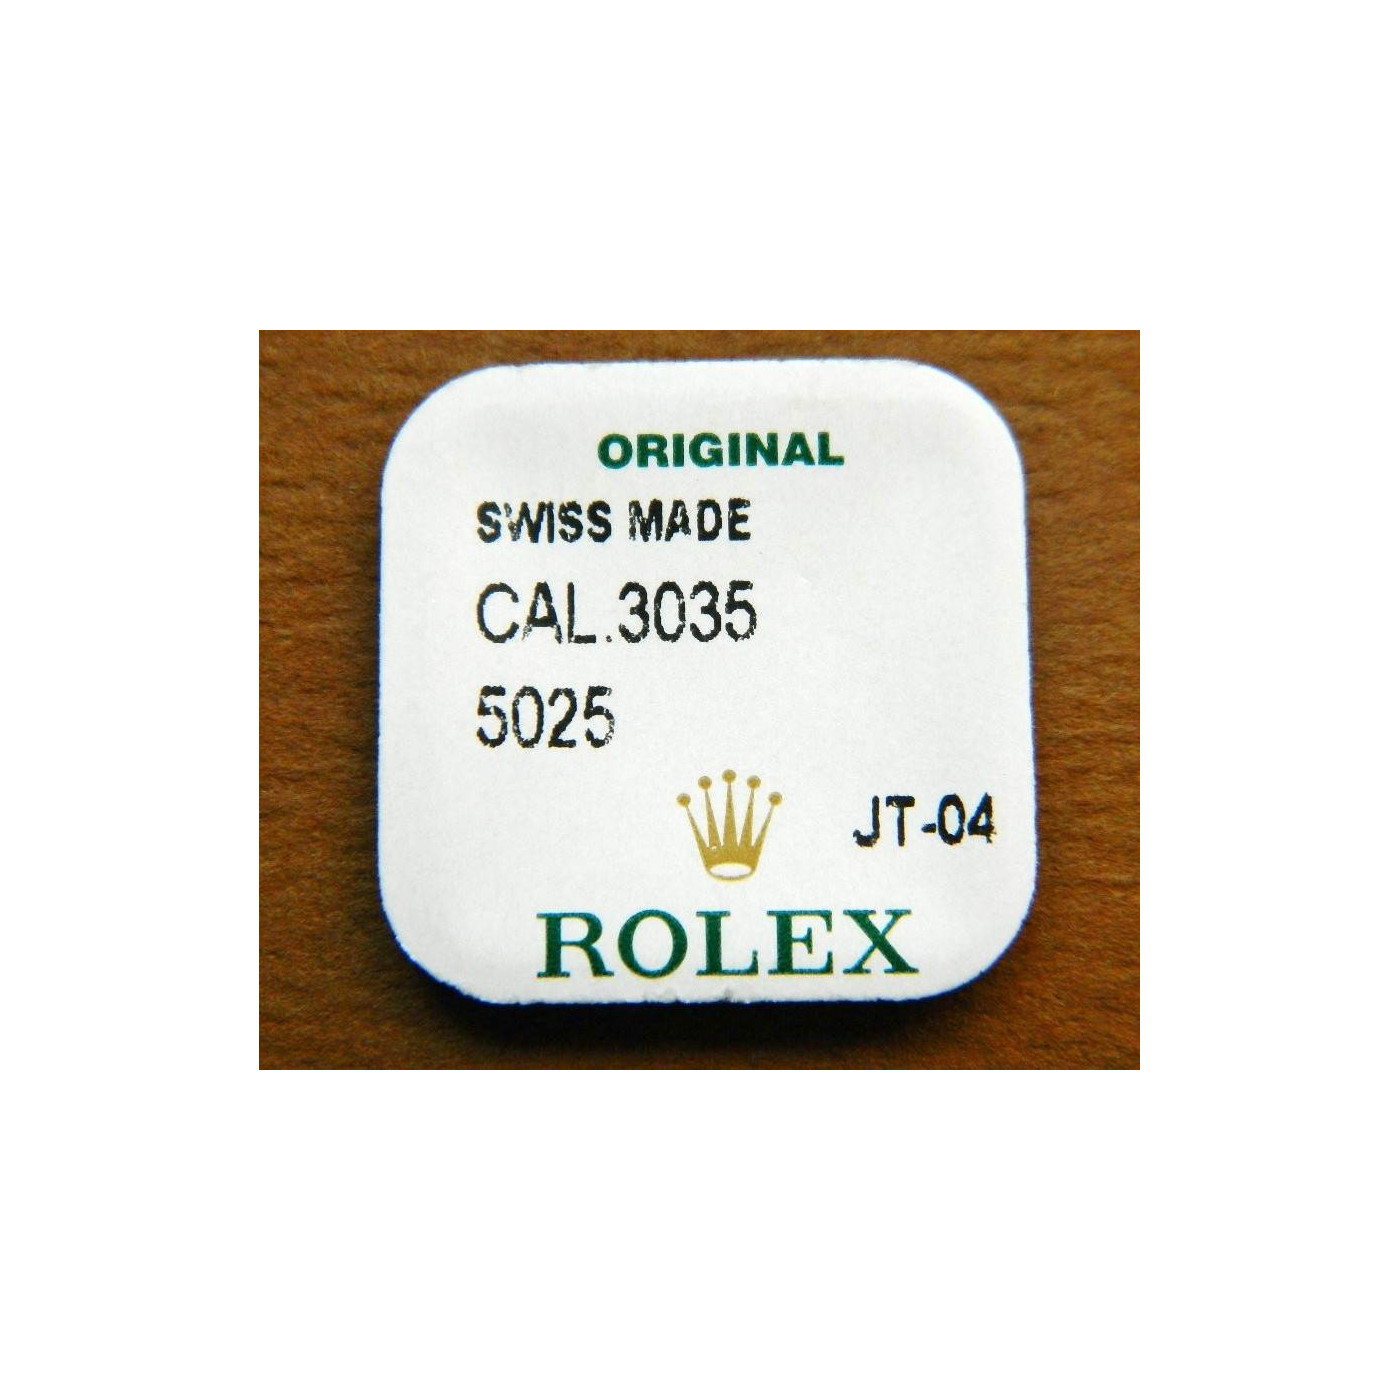 ORIGINAL
SWISS MADE
CAL.3035
5025
JT-04
ROLEX